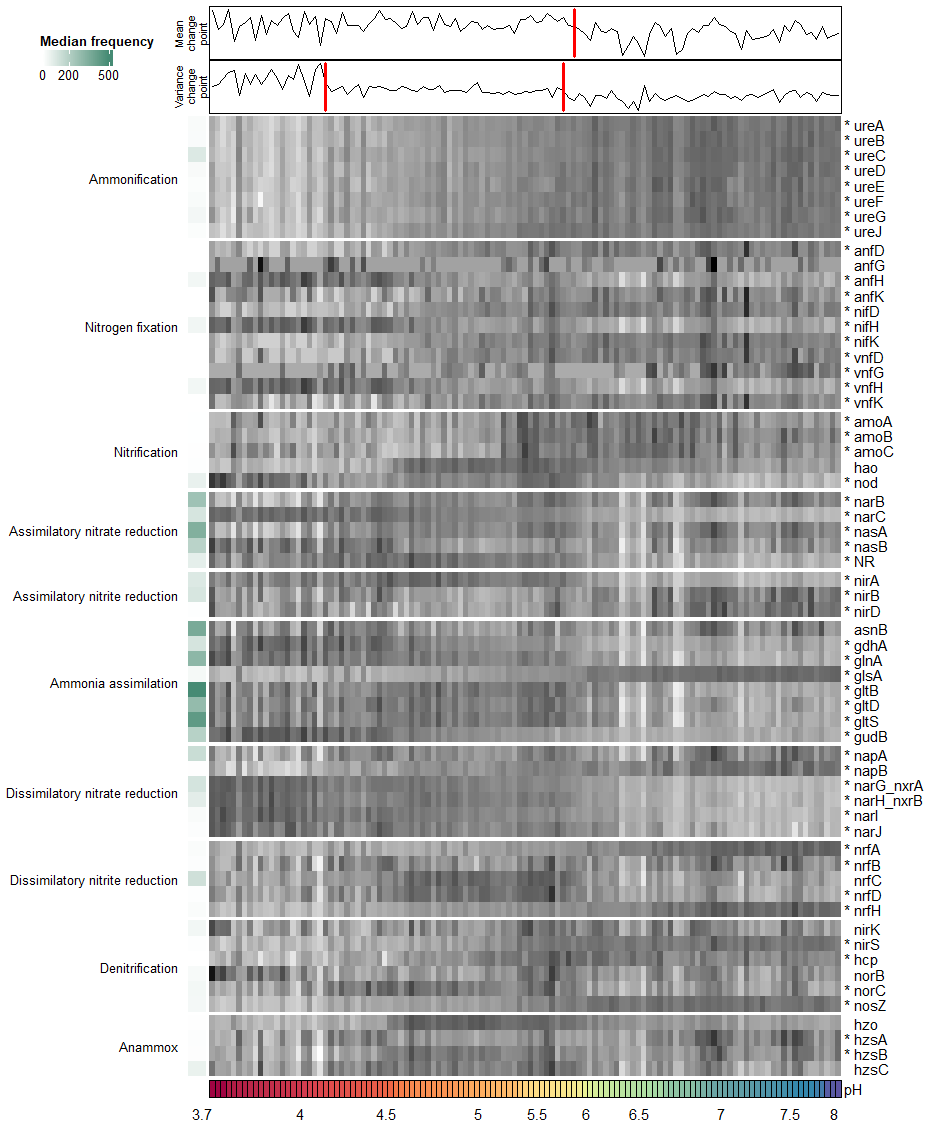 Median frequency
0 200 500
Mean
change
point
Variance
change
point
Ammonification
* ureA
* ureB
* ureC
* ureD
* ureE
* ureF
* ureG
* ureJ
Nitrogen fixation
* anfD
anfG
* anfH
* anfK
* nifD
* nifH
* nifK
* vnfD
* vnfG
* vnfH
* vnfK
Nitrification
* amoA
* amoB
* amoC
hao
* nod
Assimilatory nitrate reduction
* narB
* narC
* nasA
* nasB
* NR
Assimilatory nitrite reduction
* nirA
* nirB
* nirD
Ammonia assimilation
asnB
* gdhA
* glnA
* glsA
* gltB
* gltD
* gltS
* gudB
Dissimilatory nitrate reduction
* napA
* napB
* narG_nxrA
* narH_nxrB
* narI
* narJ
Dissimilatory nitrite reduction
* nrfA
* nrfB
nrfC
* nrfD
* nrfH
Denitrification
nirK
* nirS
* hcp
norB
* norC
* nosZ
Anammox
hzo
* hzsA
* hzsB
hzsC
pH
3.7 4 4.5 5 5.5 6 6.5 7 7.5 8